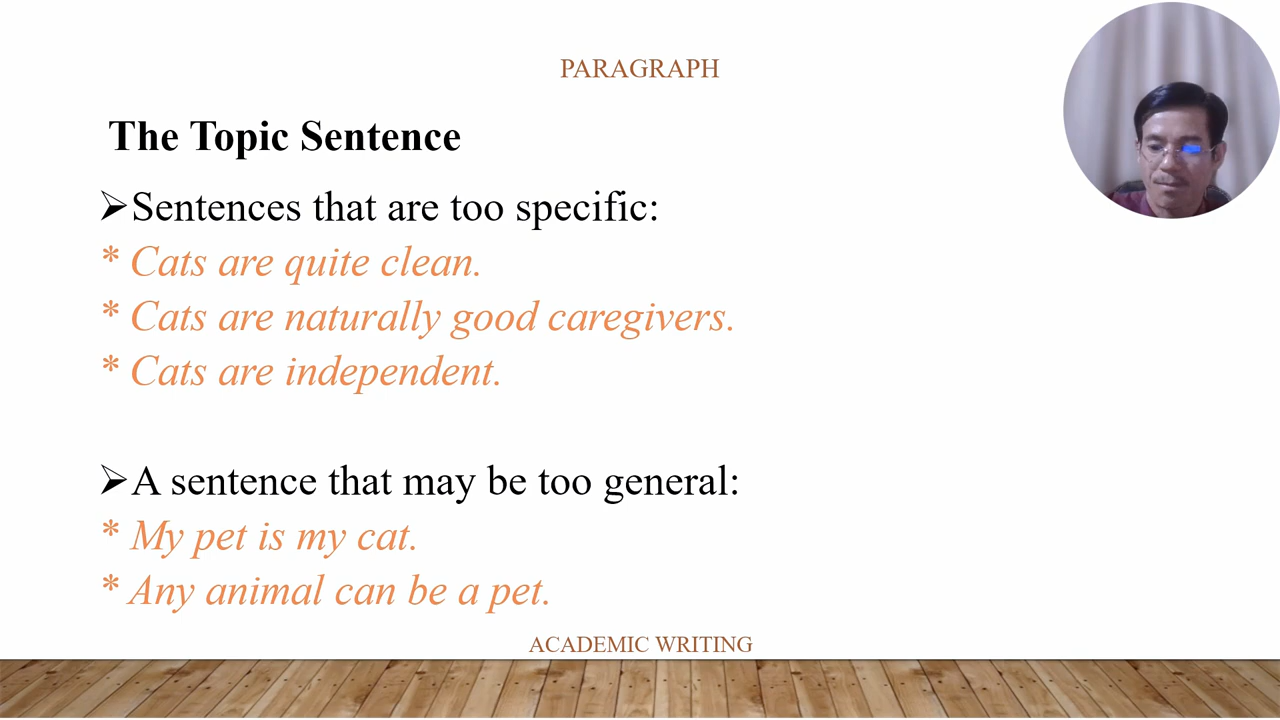 PARAGRAPH
The Topic Sentence
➢Sentences that are too specific:
* Cats are quite clean.
* Cats are naturally good caregivers.
* Cats are independent.
➢A sentence that may be too general:
* My pet is my cat.
* Any animal can be a pet.
ACADEMIC WRITING